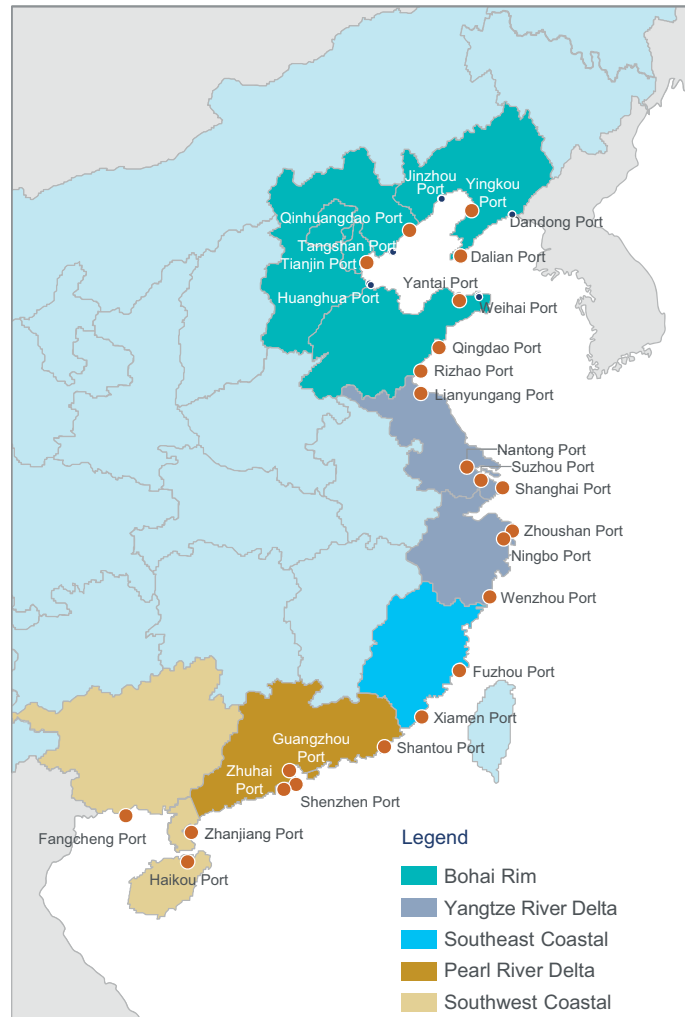 Jinzhou
Port
Yingkou
Port
Qinhuangdao Port
Dandong Port
Tangshan Port
Tianjin Port
Dalian Port
Yantai Port
Huanghua Port
Weihai Port
Qingdao Port
Rizhao Port
Lianyungang Port
Nantong Port
Suzhou Port
Shanghai Port
Zhoushan Port
Ningbo Port
Wenzhou Port
Fuzhou Port
Xiamen Port
Guangzhou
Port
Shantou Port
Zhuhai
Port
Shenzhen Port
Fangcheng Port
Zhanjiang Port
Haikou Port
Legend
Bohai Rim
Yangtze River Delta
Southeast Coastal
Pearl River Delta
Southwest Coastal